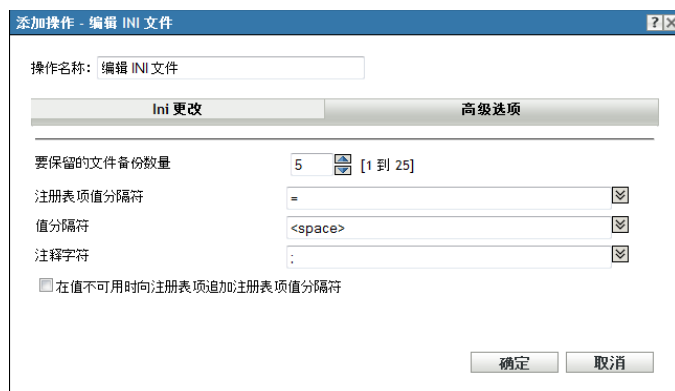 添加操作 - 编辑 INI 文件
操作名称: 编辑 INI 文件
Ini 更改 高级选项
要保留的文件备份数量 5 [1 到 25]
注册表项值分隔符 =
值分隔符 <space>
注释字符 ;
在值不可用时向注册表项追加注册表项值分隔符
确定 取消